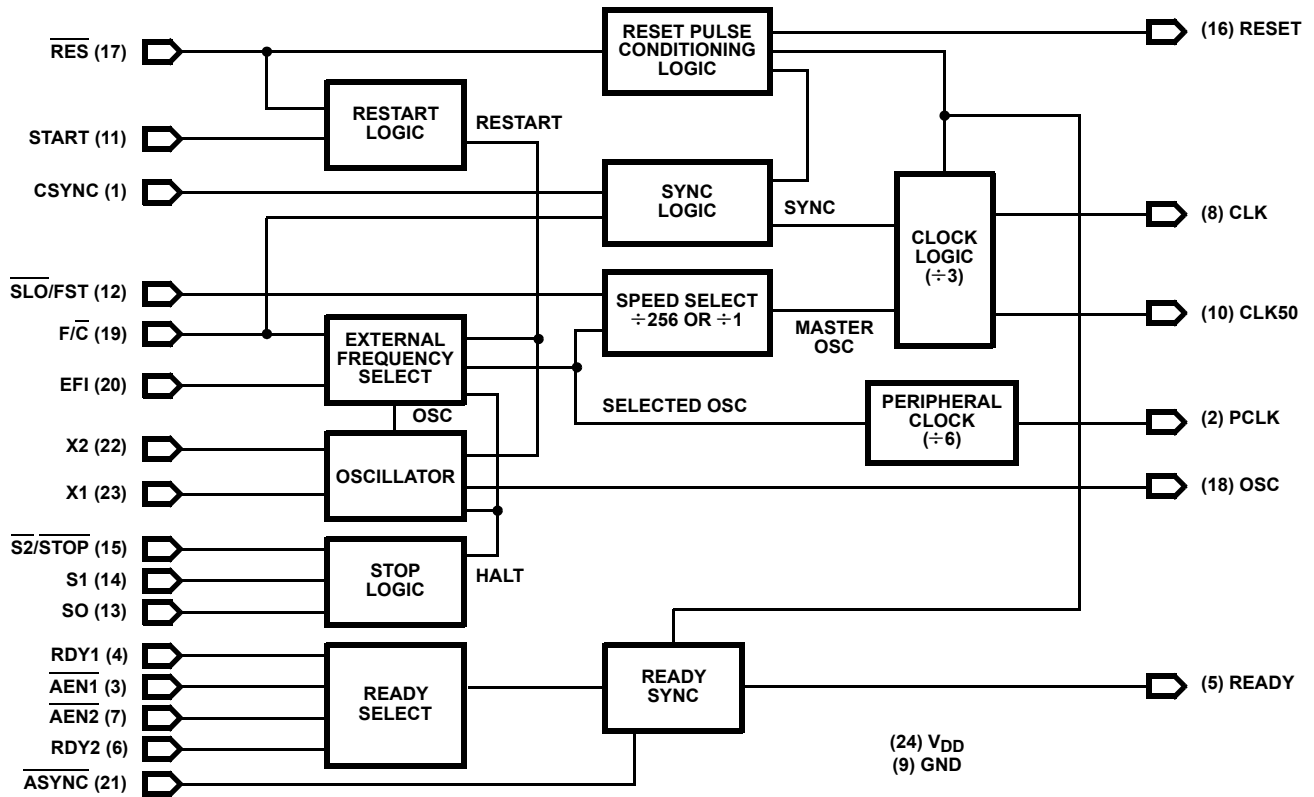 RES (17)
START (11)
CSYNC (1)
SLO/FST (12)
F/C (19)
EFI (20)
X2 (22)
X1 (23)
S2/STOP (15)
S1 (14)
SO (13)
RDY1 (4)
AEN1 (3)
AEN2 (7)
RDY2 (6)
ASYNC (21)
RESTART
LOGIC
RESTART
EXTERNAL
FREQUENCY
SELECT
OSC
OSCILLATOR
STOP
LOGIC
HALT
READY
SELECT
RESET PULSE
CONDITIONING
LOGIC
SYNC
LOGIC
SYNC
SPEED SELECT
÷256 OR ÷1
MASTER
OSC
SELECTED OSC
CLOCK
LOGIC
(÷3)
PERIPHERAL
CLOCK
(÷6)
READY
SYNC
(16) RESET
(8) CLK
(10) CLK50
(2) PCLK
(18) OSC
(5) READY
(24) VDD
(9) GND